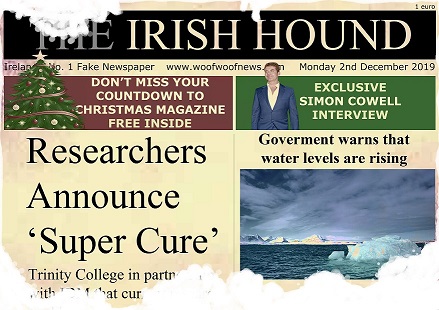 1 euro
THE IRISH HOUND
Ireland's No. 1 Fake Newspaper www.woofwoofnews.com Monday 2nd December 2019
DON'T MISS YOUR
COUNTDOWN TO
CHRISTMAS MAGAZINE
FREE INSIDE
EXCLUSIVE
SIMON COWELL
INTERVIEW
Researchers
Announce
‘Super Cure’
Trinity College in
with that
Goverment warns that
water levels are rising